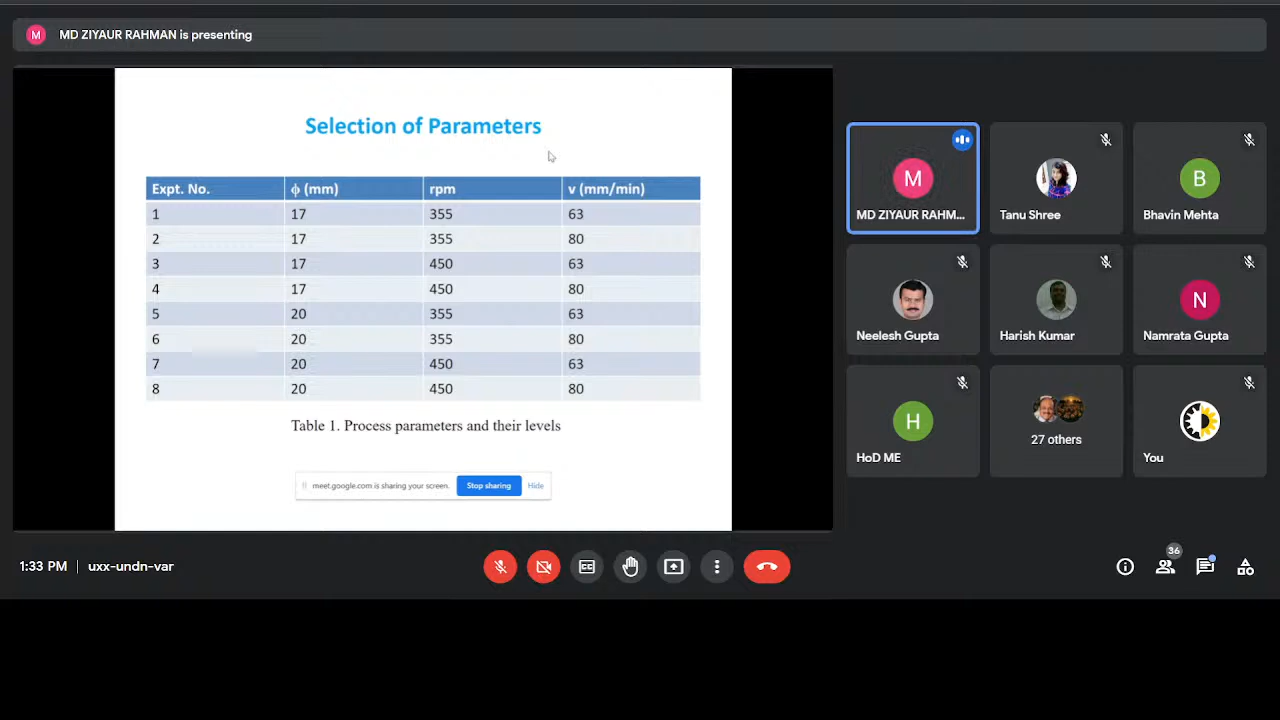 M MD ZIYAUR RAHMAN is presenting
Selection of Parameters
Expt. No. ϕ (mm) rpm v (mm/min)
1 17 355 63
2 17 355 80
3 17 450 63
4 17 450 80
5 20 355 63
6 20 355 80
7 20 450 63
8 20 450 80
Table 1. Process parameters and their levels
meet.google.com is sharing your screen. Stop sharing Hide
M
MD ZIYAUR RAHM...
Tanu Shree
B
Bhavin Mehta
Neelesh Gupta
Harish Kumar
N
Namrata Gupta
H
HoD ME
27 others
You
1:33 PM | uxx-undn-var
CC
36